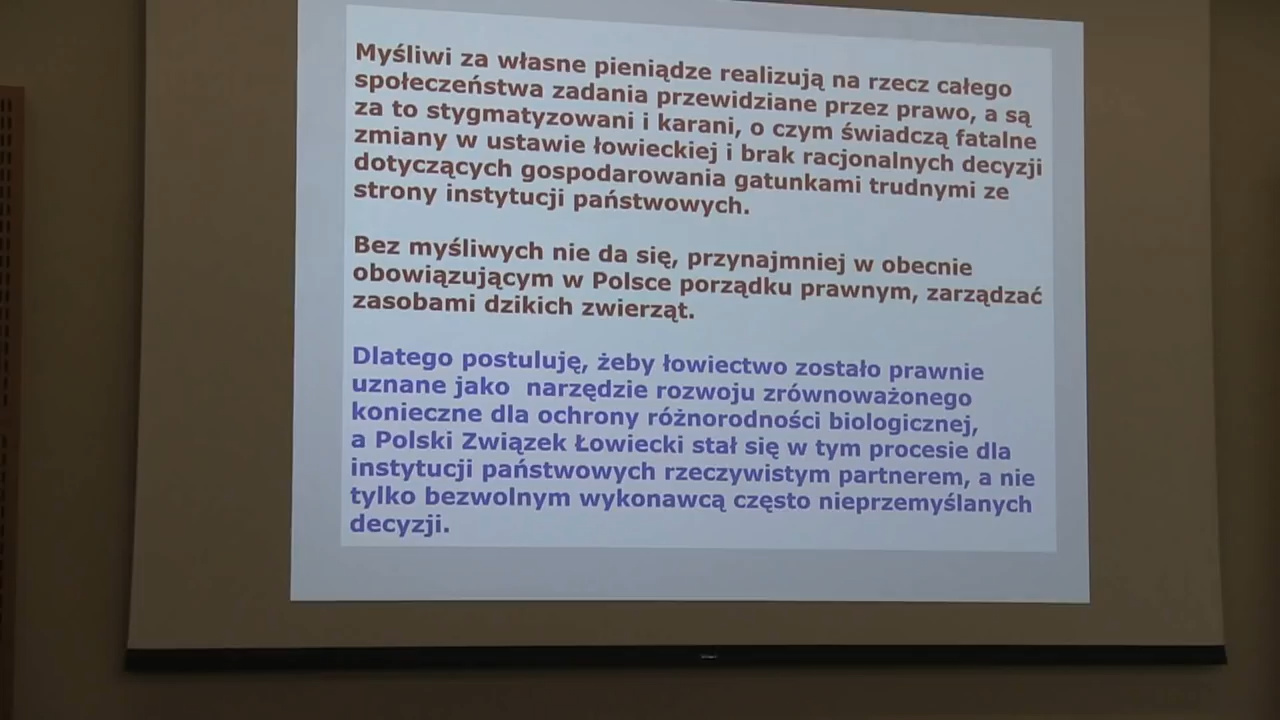 Myśliwi za własne pieniądze realizują na rzecz całego
społeczeństwa zadania przewidziane przez prawo, a są
za to stygmatyzowani i karani, o czym świadczą fatalne
zmiany w ustawie łowieckiej i brak racjonalnych decyzji
dotyczących gospodarowania gatunkami trudnymi ze
strony instytucji państwowych.
Bez myśliwych nie da się, przynajmniej w obecnie
obowiązującym w Polsce porządku prawnym, zarządzać
zasobami dzikich zwierząt.
Dlatego postuluję, żeby łowiectwo zostało prawnie
uznane jako  narzędzie rozwoju zrównoważonego
konieczne dla ochrony różnorodności biologicznej,
a Polski Związek Łowiecki stał się w tym procesie dla
instytucji państwowych rzeczywistym partnerem, a nie
tylko bezwolnym wykonawcą często nieprzemyślanych
decyzji.